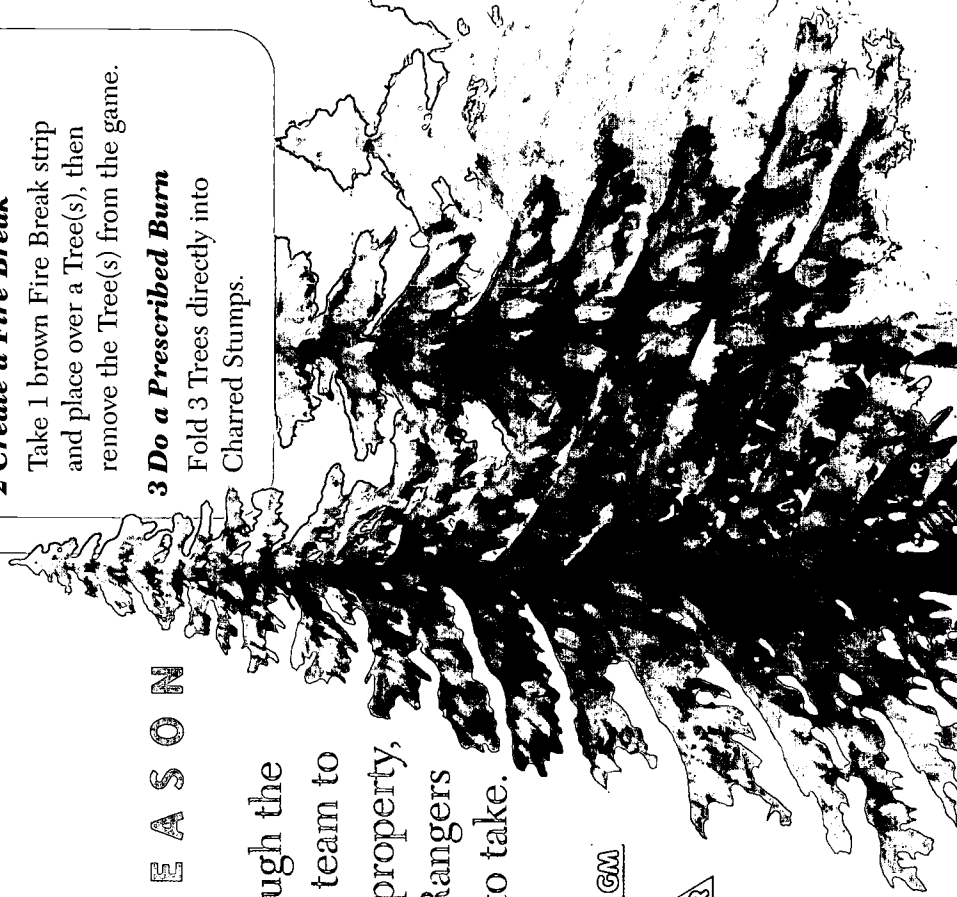 EASON
ugh the
team to
property,
Rangers
to take.
GM
2 Create a Fire Break
Take 1 brown Fire Break strip
and place over a Tree(s), then
remove the Tree(s) from the game.
3 Do a Prescribed Burn
Fold 3 Trees directly into
Charred Stumps.